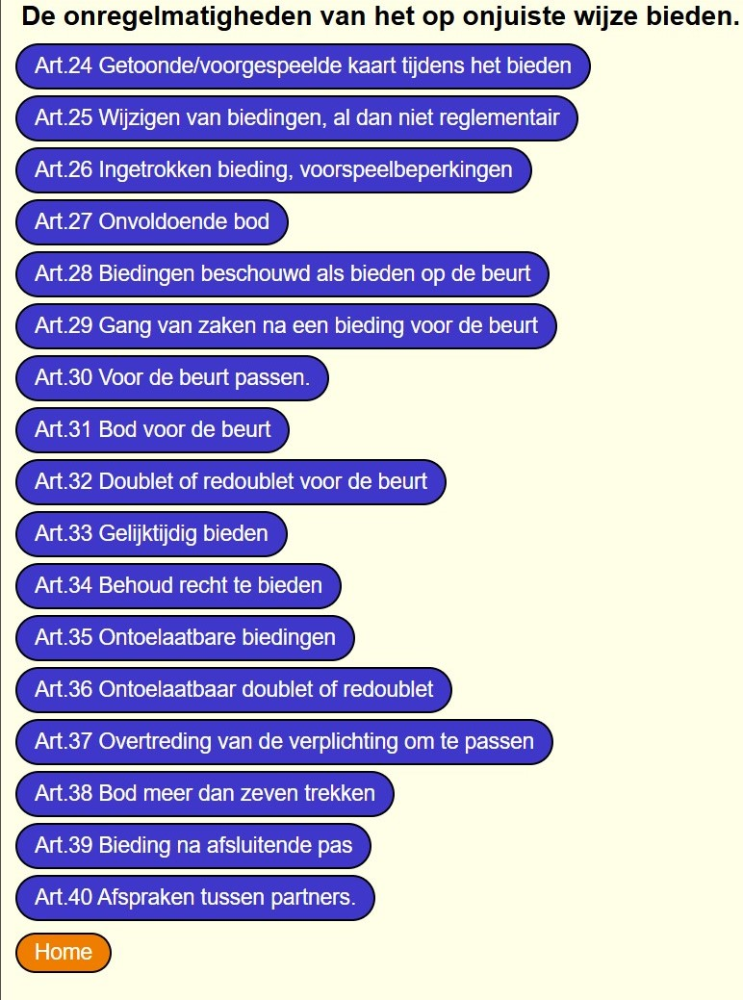 De onregelmatigheden van het op onjuiste wijze bieden.
Art.24 Getoonde/voorgespeelde kaart tijdens het bieden
Art.25 Wijzigen van biedingen, al dan niet reglementair
Art.26 Ingetrokken bieding, voorspeelbeperkingen
Art.27 Onvoldoende bod
Art.28 Biedingen beschouwd als bieden op de beurt
Art.29 Gang van zaken na een bieding voor de beurt
Art.30 Voor de beurt passen.
Art.31 Bod voor de beurt
Art.32 Doublet of redoublet voor de beurt
Art.33 Gelijktijdig bieden
Art.34 Behoud recht te bieden
Art.35 Ontoelaatbare biedingen
Art.36 Ontoelaatbaar doublet of redoublet
Art.37 Overtreding van de verplichting om te passen
Art.38 Bod meer dan zeven trekken
Art.39 Bieding na afsluitende pas
Art.40 Afspraken tussen partners.
Home